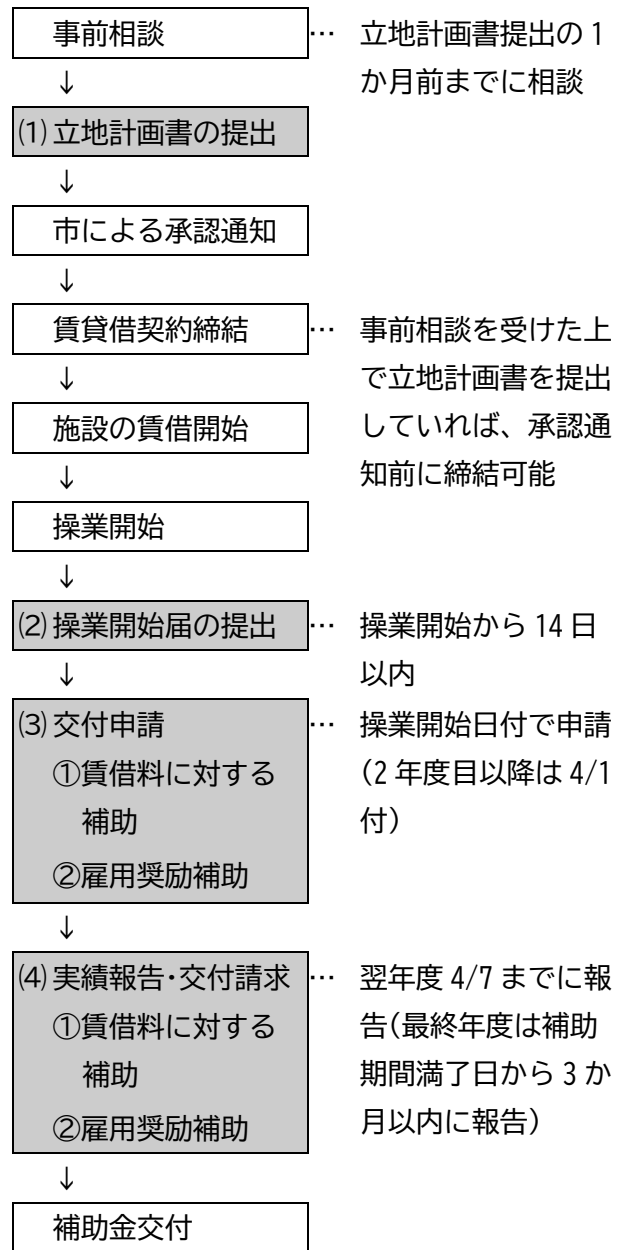 事前相談 … 立地計画書提出の1
↓ か月前までに相談
⑴立地計画書の提出
↓
市による承認通知
↓
賃貸借契約締結 … 事前相談を受けた上
↓ で立地計画書を提出
施設の賃借開始 していれば、承認通
↓ 知前に締結可能
操業開始
↓
⑵操業開始届の提出 … 操業開始から14日
↓ 以内
⑶交付申請 … 操業開始日付で申請
①賃借料に対する (2年度目以降は4/1
補助 付)
②雇用奨励補助
↓
⑷実績報告・交付請求 … 翌年度4/7までに報
①賃借料に対する 告(最終年度は補助
補助 期間満了日から3か
②雇用奨励補助 月以内に報告)
↓
補助金交付